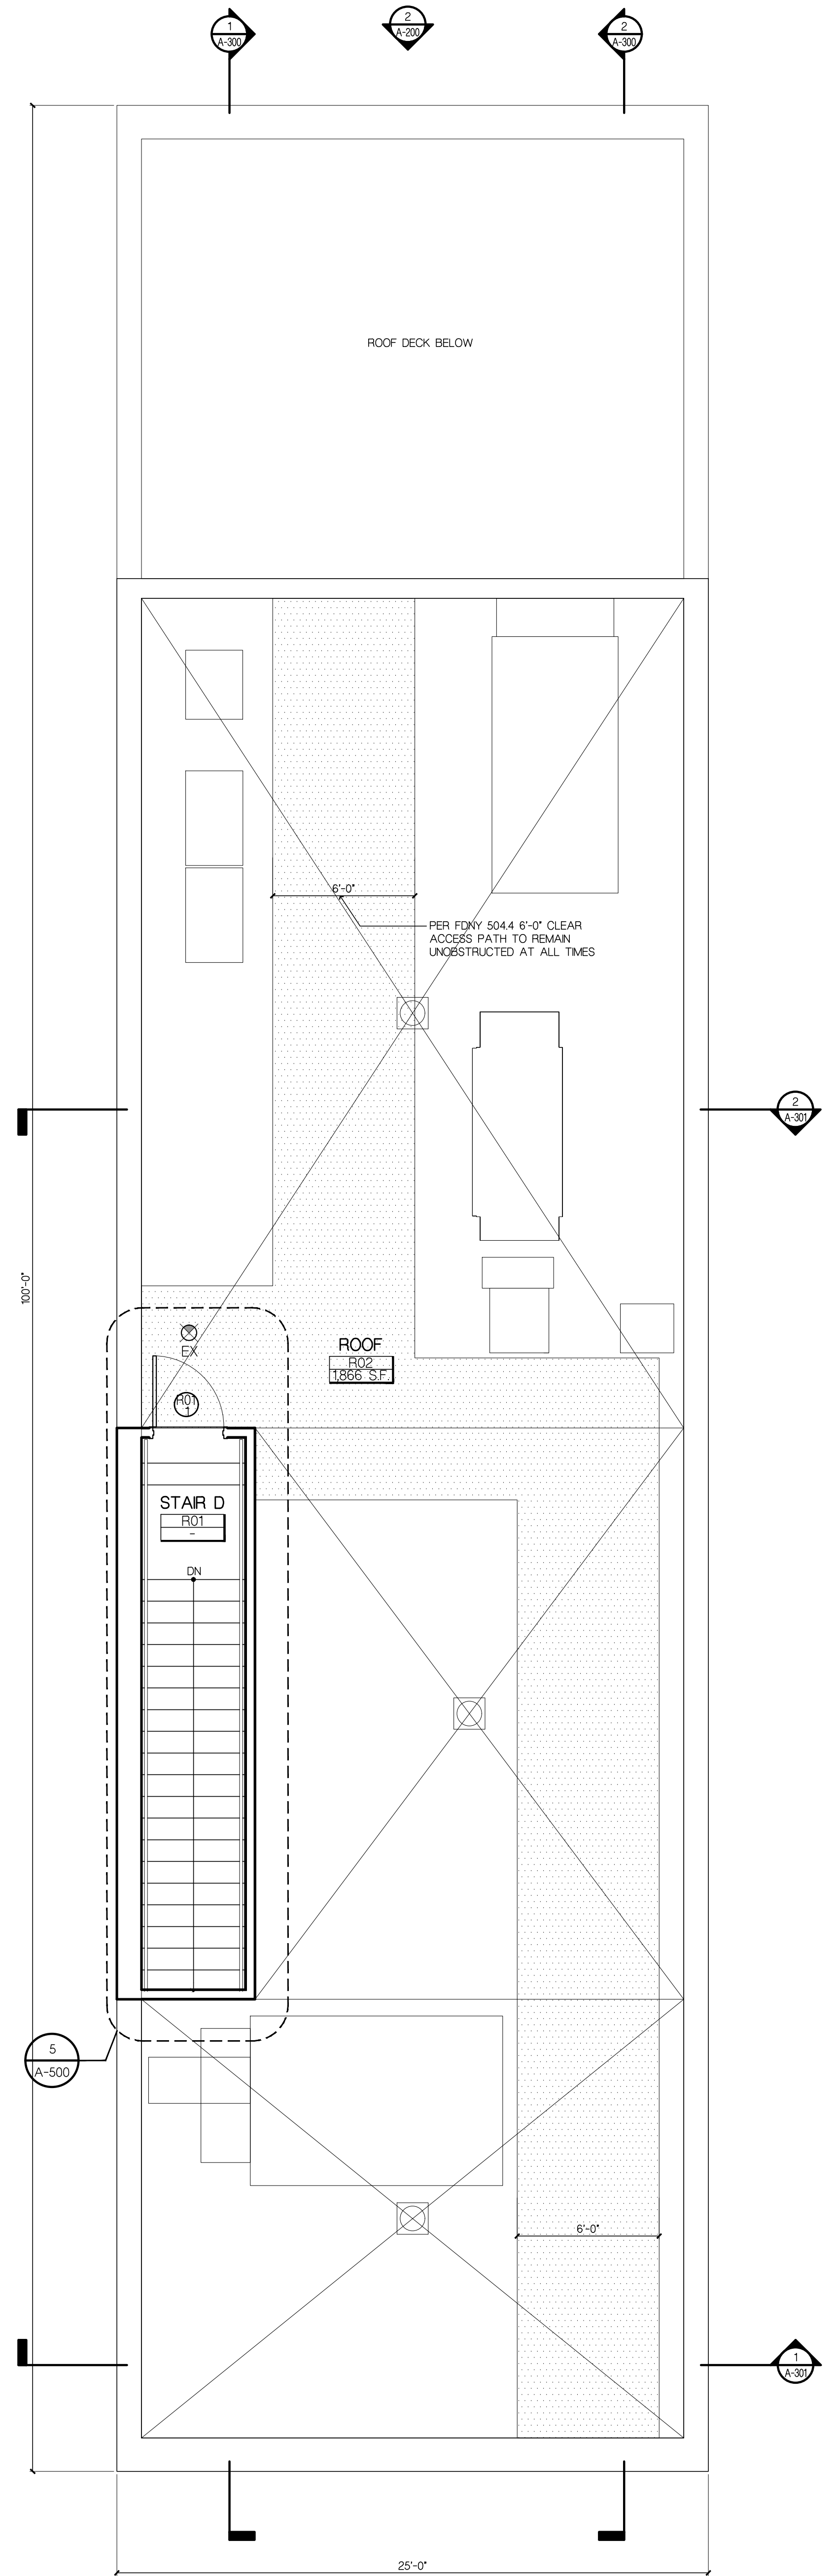 1
A-300
2
A-200
2
A-300
ROOF DECK BELOW
6'-0"
PER FDNY 504.4 6'-0" CLEAR
ACCESS PATH TO REMAIN
UNOBSTRUCTED AT ALL TIMES
2
A-301
100'-0"
EX
ROOF
R02
1,866 S.F.
R01
1
STAIR D
R01
-
DN
5
A-500
6'-0"
1
A-301
25'-0"